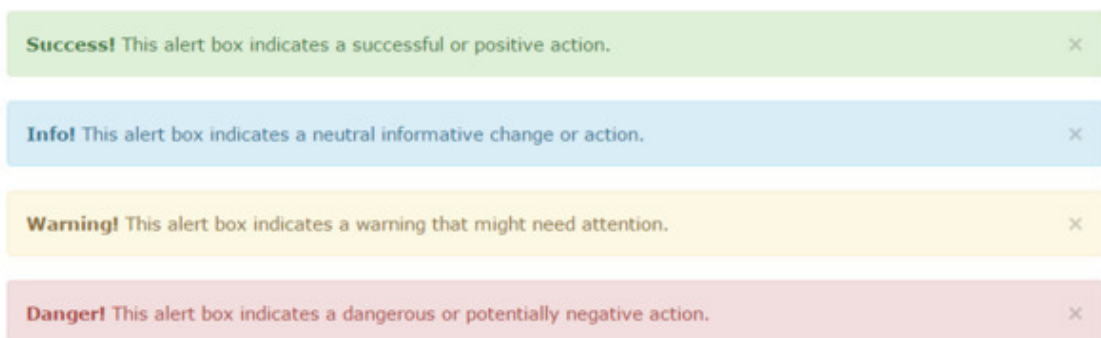 Success! This alert box indicates a successful or positive action. ×
Info! This alert box indicates a neutral informative change or action. ×
Warning! This alert box indicates a warning that might need attention. ×
Danger! This alert box indicates a dangerous or potentially negative action. ×